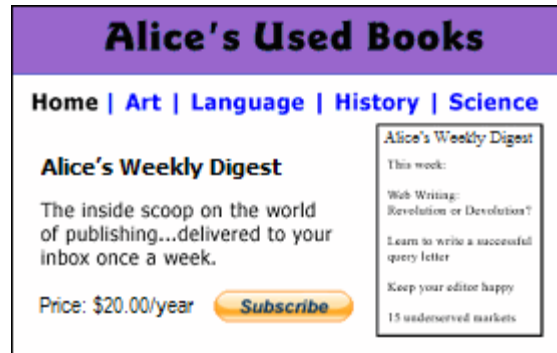 Alice's Used Books
Home | Art | Language | History | Science
Alice's Weekly Digest
The inside scoop on the world
of publishing...delivered to your
inbox once a week.
Price: $20.00/year
Subscribe
Alice's Weekly Digest
This week:
Web Writing:
Revolution or Devolution?
Learn to write a successful
query letter
Keep your editor happy
15 underserved markets